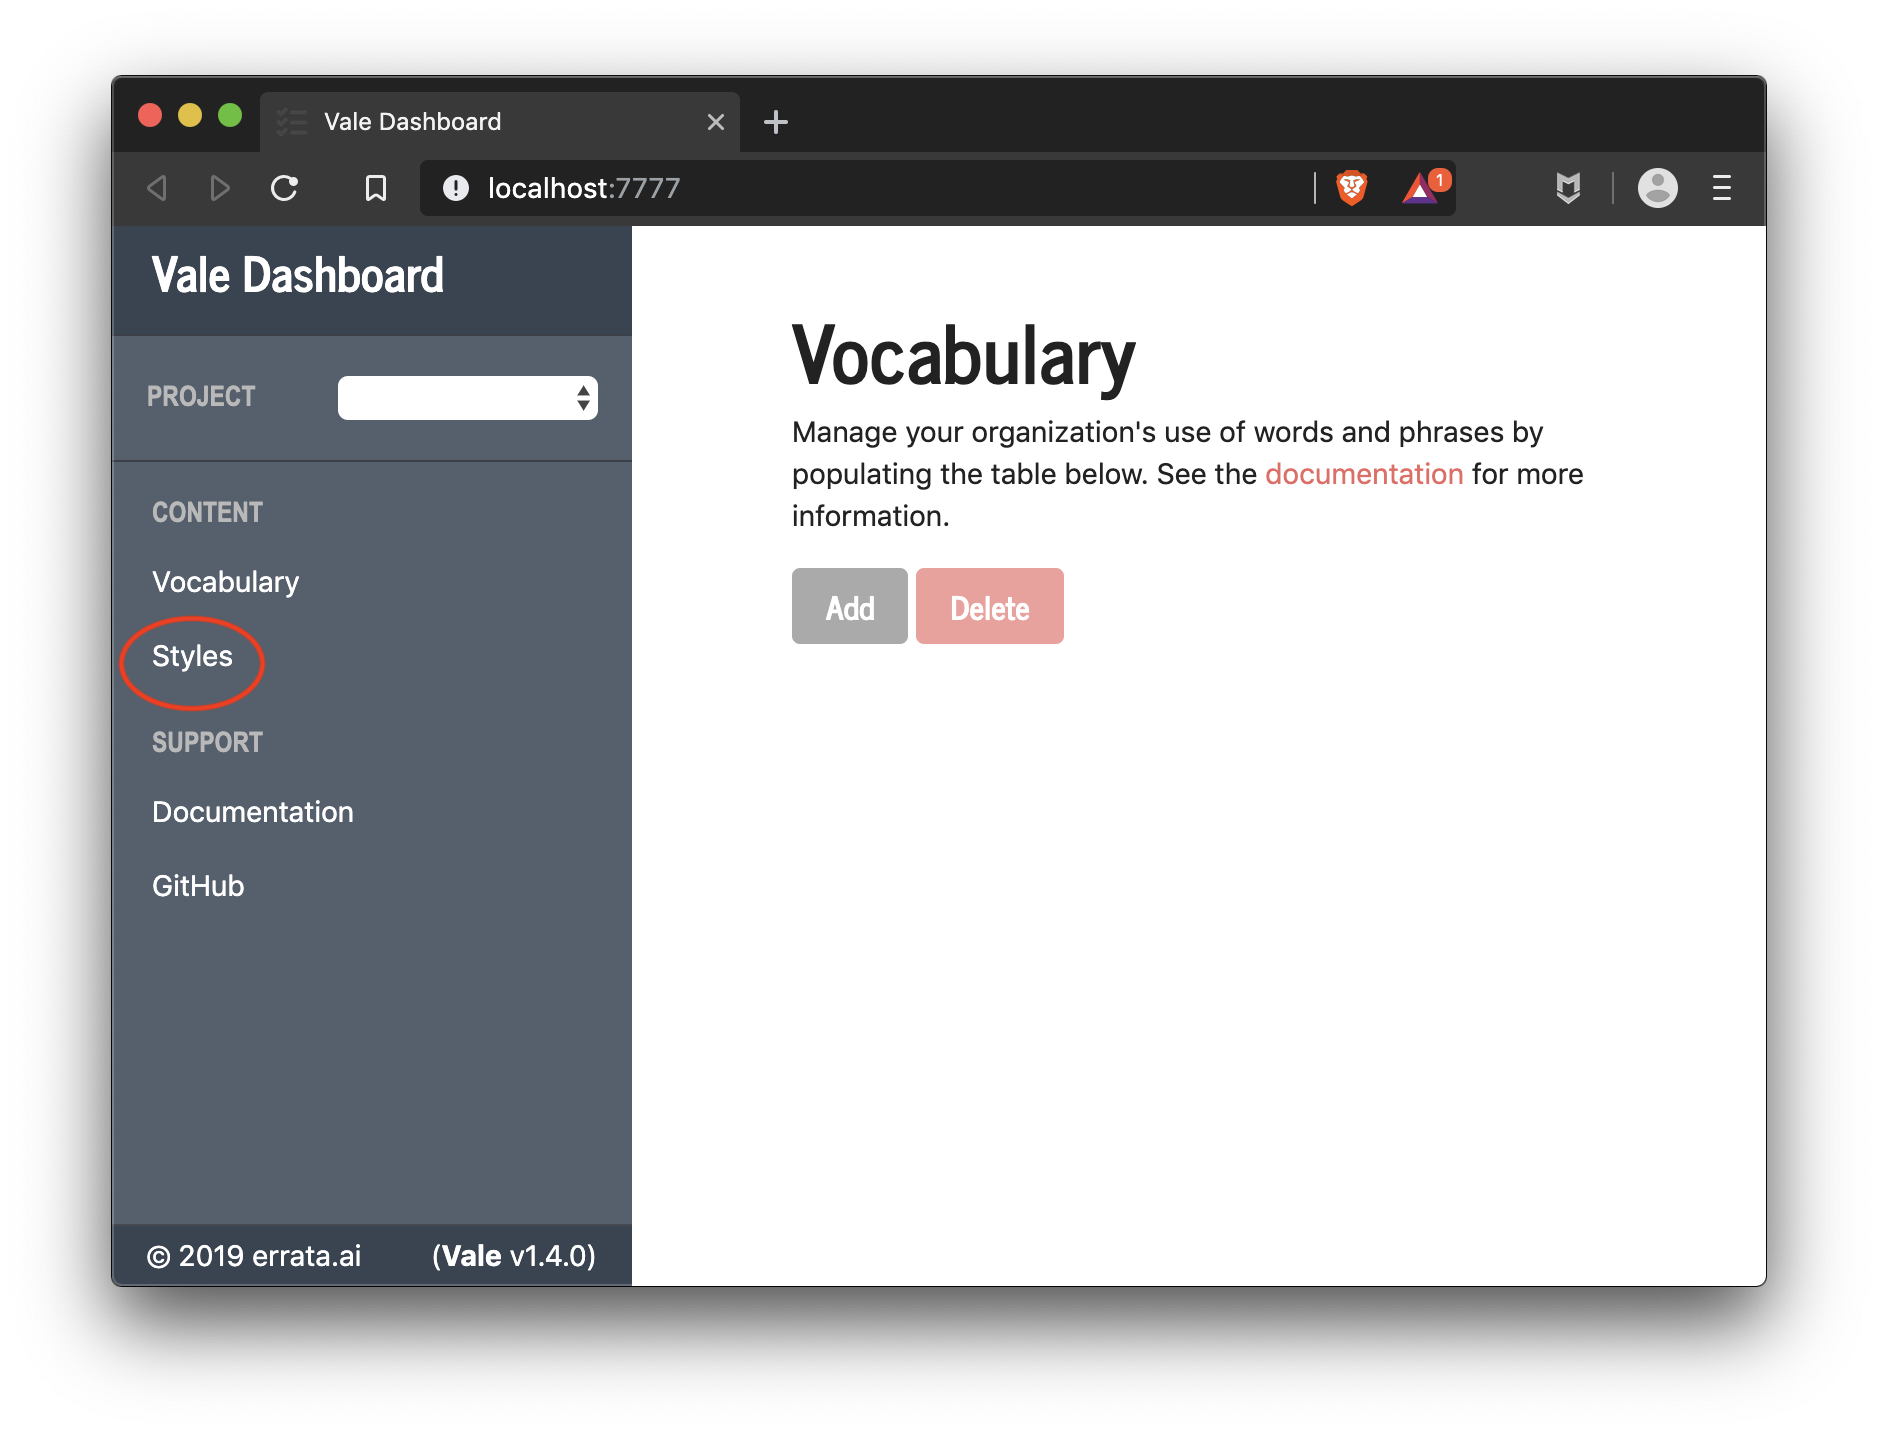 Vale Dashboard
localhost:7777
1
Vale Dashboard
PROJECT
CONTENT
Vocabulary
Styles
SUPPORT
Documentation
GitHub
© 2019 errata.ai (Vale v1.4.0)
Vocabulary
Manage your organization's use of words and phrases by
populating the table below. See the documentation for more
information.
Add Delete